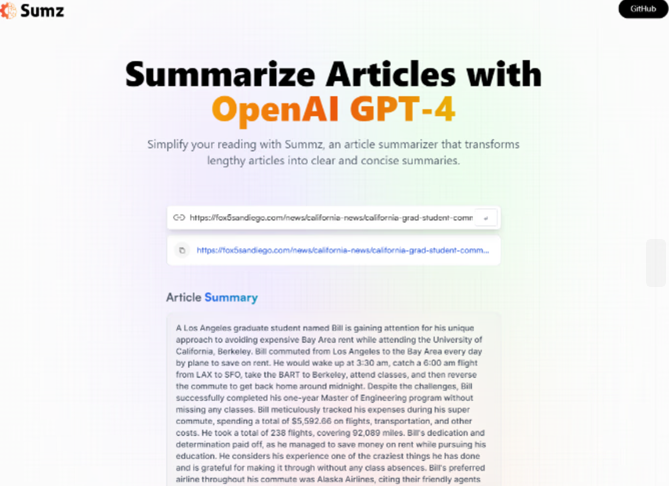 Sumz
GitHub
Summarize Articles with
OpenAI GPT-4
Simplify your reading with Summz, an article summarizer that transforms
lengthy articles into clear and concise summaries.
https://fox5sandiego.com/news/california-news/california-grad-student-comm
https://fox5sandiego.com/news/california-news/california-grad-student-comm...
Article Summary
A Los Angeles graduate student named Bill is gaining attention for his unique
approach to avoiding expensive Bay Area rent while attending the University of
California, Berkeley. Bill commuted from Los Angeles to the Bay Area every day
by plane to save on rent. He would wake up at 3:30 am, catch a 6:00 am flight
from LAX to SFO, take the BART to Berkeley, attend classes, and then reverse
the commute to get back home around midnight. Despite the challenges, Bill
successfully completed his one-year Master of Engineering program without
missing any classes. Bill meticulously tracked his expenses during his super
commute, spending a total of $5,592.66 on flights, transportation, and other
costs. He took a total of 238 flights, covering 92,089 miles. Bill's dedication and
determination paid off, as he managed to save money on rent while pursuing his
education. He considers his experience one of the craziest things he has done
and is grateful for making it through without any class absences. Bill's preferred
airline throughout his commute was Alaska Airlines, citing their friendly agents